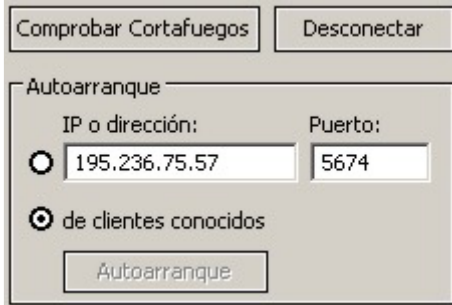 Comprobar Cortafuegos Desconectar
Autoarranque
IP o dirección: Puerto:
195.236.75.57 5674
de clientes conocidos
Autoarranque